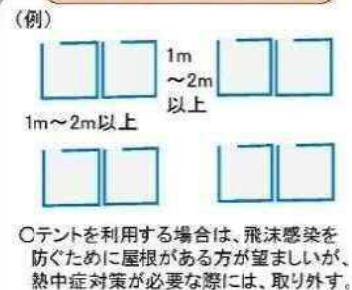 (例)
1m
～2m
以上
1m～2m以上
○テントを利用する場合は、飛沫感染を
防ぐために屋根がある方が望ましいが、
熱中症対策が必要な際には、取り外す。